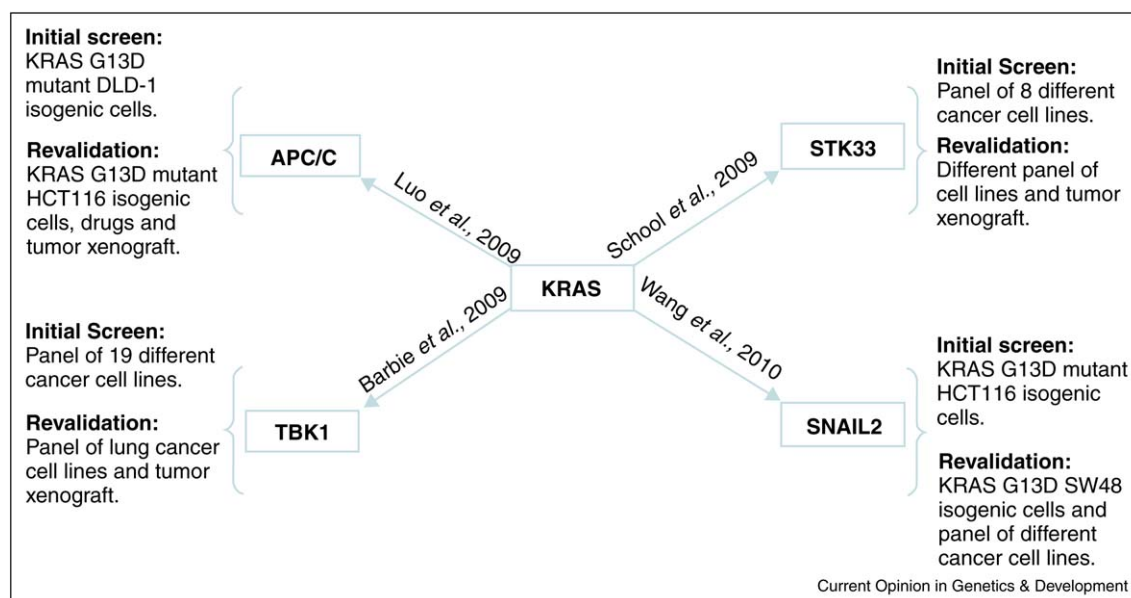 Initial screen:
KRAS G13D
mutant DLD-1
isogenic cells.
Revalidation:
KRAS G13D mutant
HCT116 isogenic
cells, drugs and
tumor xenograft.
APC/C
Luo et al., 2009
Initial Screen:
Panel of 8 different
cancer cell lines.
Revalidation:
Different panel of
cell lines and tumor
xenograft.
STK33
School et al., 2009
KRAS
Initial Screen:
Panel of 19 different
cancer cell lines.
Revalidation:
Panel of lung cancer
cell lines and tumor
xenograft.
TBK1
Barbie et al., 2009
Wang et al., 2010
SNAIL2
Initial screen:
KRAS G13D mutant
HCT116 isogenic
cells.
Revalidation:
KRAS G13D SW48
isogenic cells and
panel of different
cancer cell lines.
Current Opinion in Genetics & Development